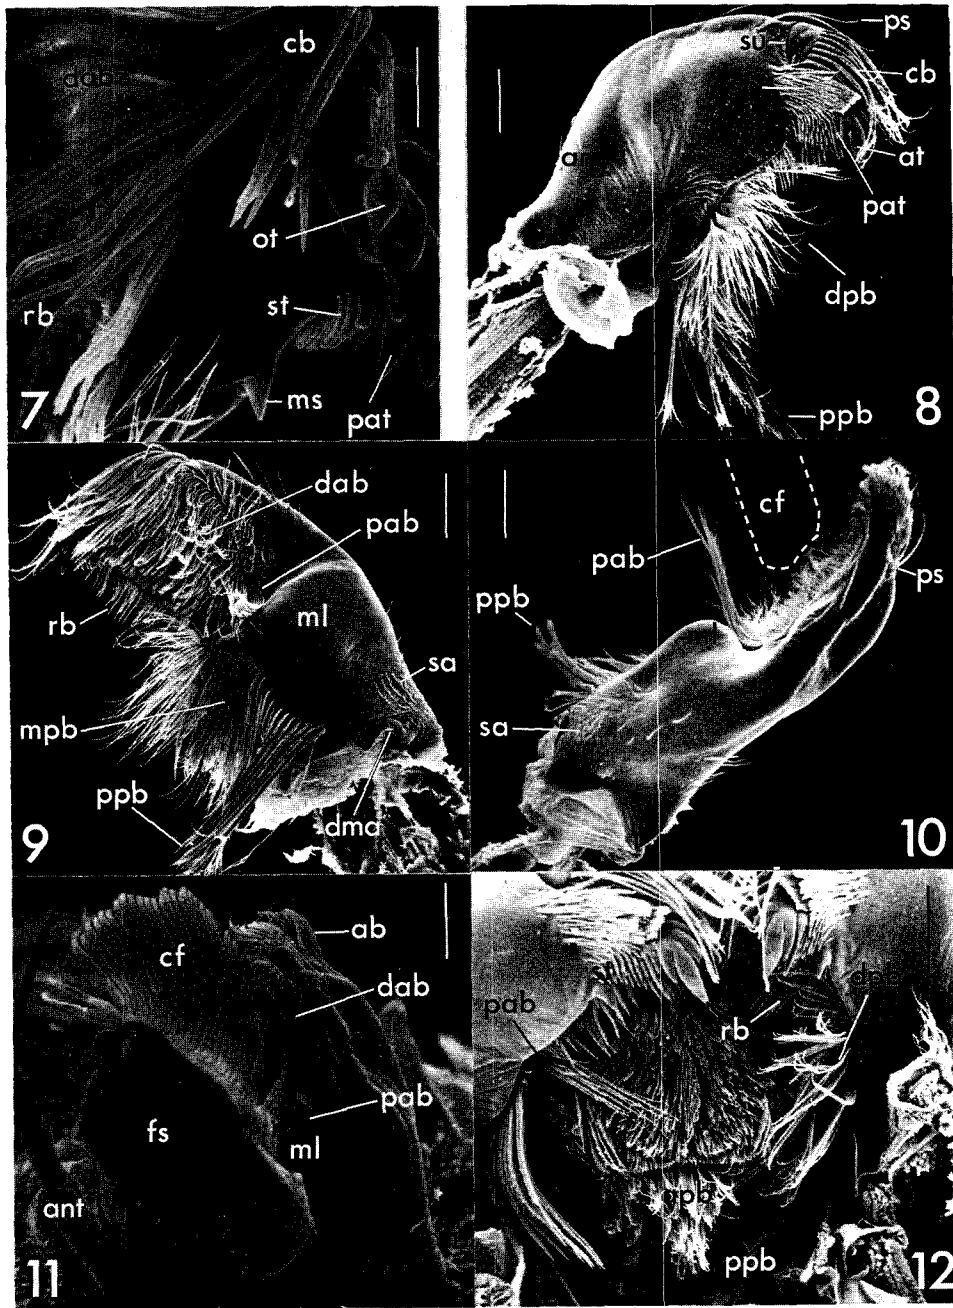 cb
dab
ot
st
rb
ms
pat
7
ps
su
cb
at
pat
dpb
ppb
8
dab
pab
rb
ml
sa
mpb
ppb
dma
9
cf
pab
ppb
ps
sa
10
ab
cf
dab
pab
fs
ml
ant
11
st
pab
rb
ppb
12